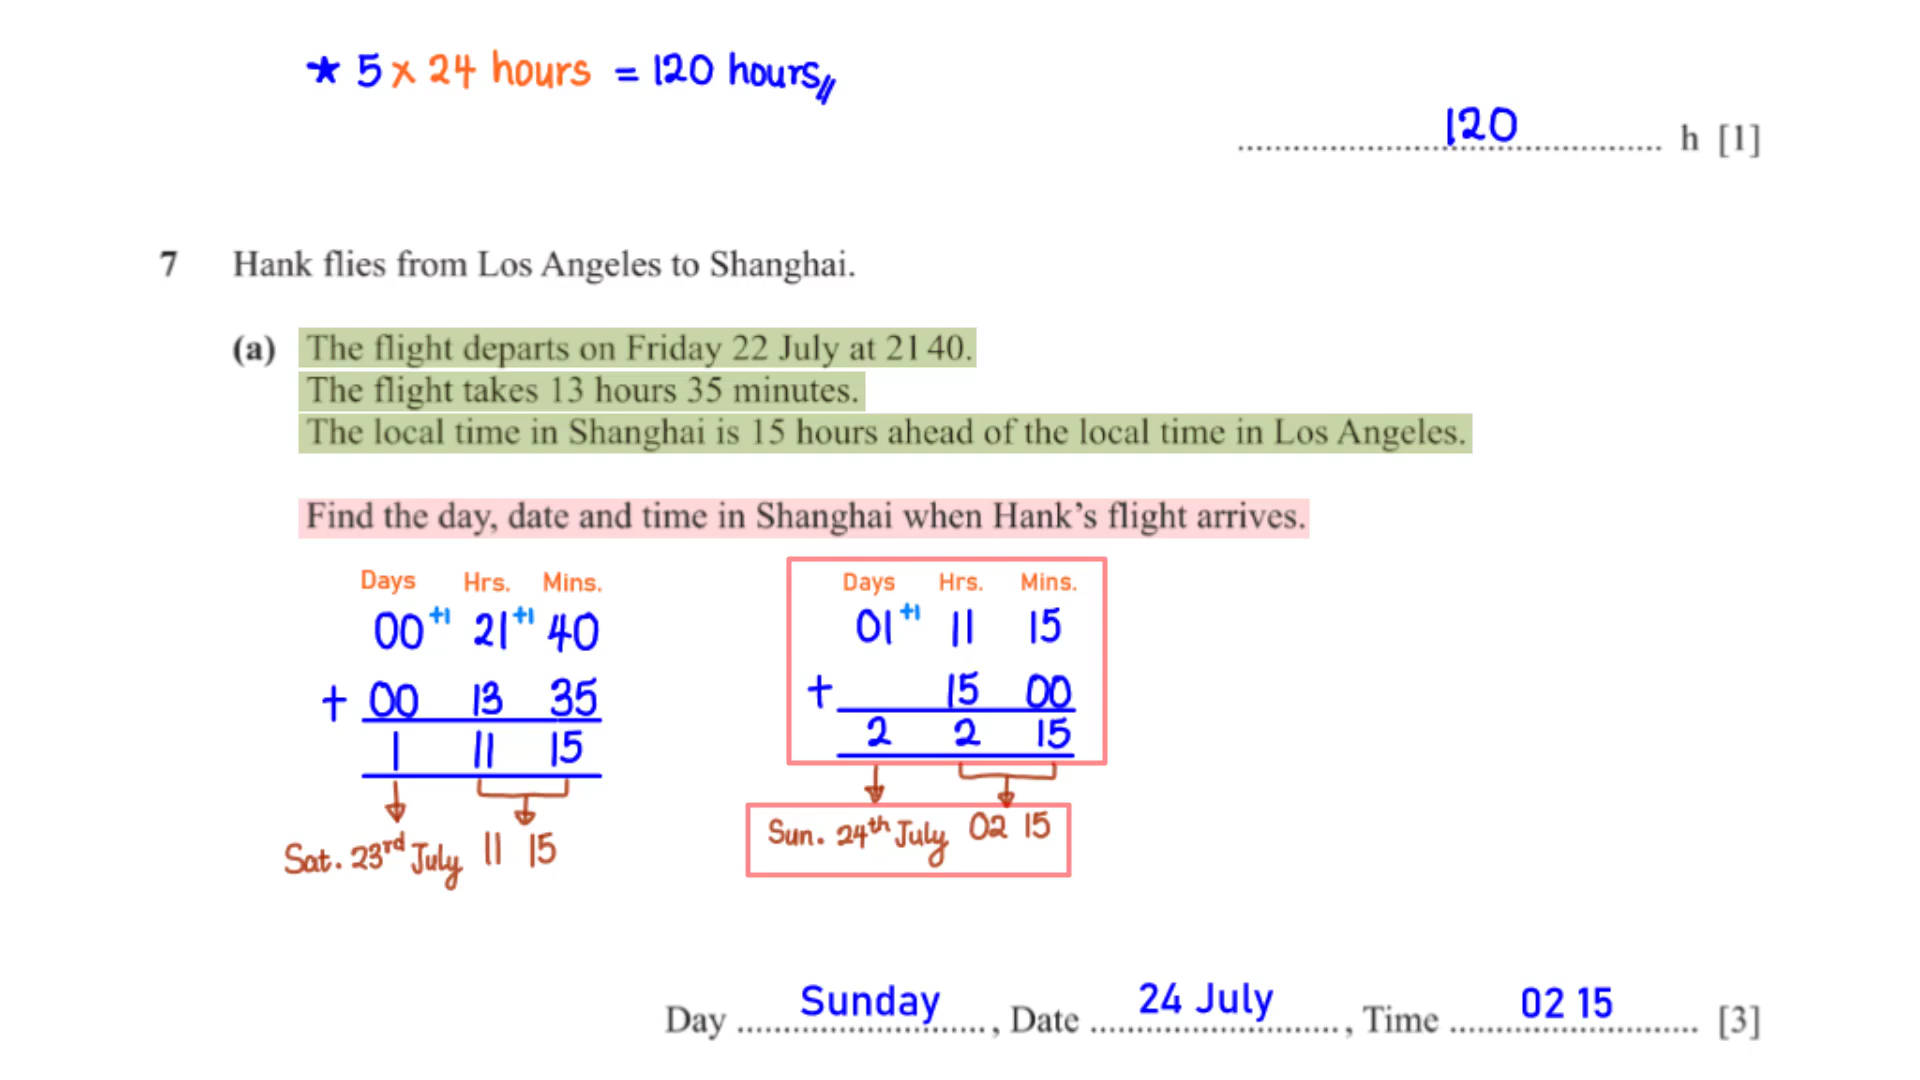 * 5 x 24 hours = 120 hours //
120
........................................ h [1]
7 Hank flies from Los Angeles to Shanghai.
(a) The flight departs on Friday 22 July at 21 40.
The flight takes 13 hours 35 minutes.
The local time in Shanghai is 15 hours ahead of the local time in Los Angeles.
Find the day, date and time in Shanghai when Hank's flight arrives.
Days Hrs. Mins.
00 +1 21 +1 40
+ 00 13 35
1 11 15
Sat. 23rd July 11 15
Days Hrs. Mins.
01 +1 11 15
+ 15 00
2 2 15
Sun. 24th July 02 15
Day Sunday , Date 24 July , Time 02 15 [3]